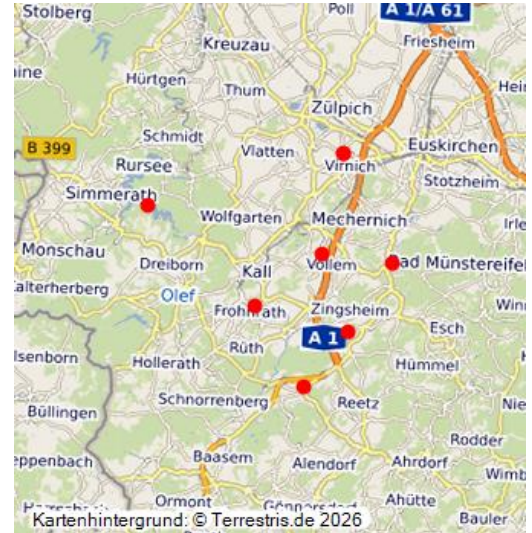 Stolberg
Poll
A 1/A 61
Kreuzau
Friesheim
Hürtgen
Thum
Zülpich
Schmidt
B 399
Vlatten
Virnich
Euskirchen
Rursee
Stotzheim
Simmerath
Wolfgarten
Mechernich
Monschau
Dreiborn
Kall
Vollem
Bad Münstereifel
Kalterherberg
Olef
Frohnrath
Zingsheim
A 1
Esch
Rüth
Hollerath
Hümmel
Schnorrenberg
Reetz
Büllingen
Rodder
Baasem
Alendorf
Ahrdorf
Ormont
Ahütte
Bauler
Kartenhintergrund: © Terrestris.de 2026